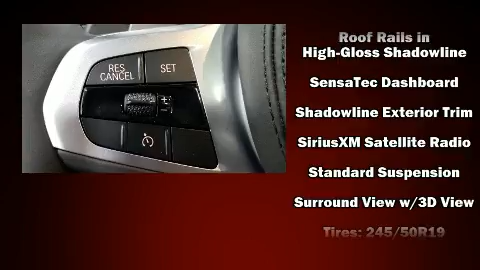 RES
CANCEL
SET
+
Roof Rails in
High-Gloss Shadowline
SensaTec Dashboard
Shadowline Exterior Trim
SiriusXM Satellite Radio
Standard Suspension
Surround View w/3D View
Tires: 245/50R19